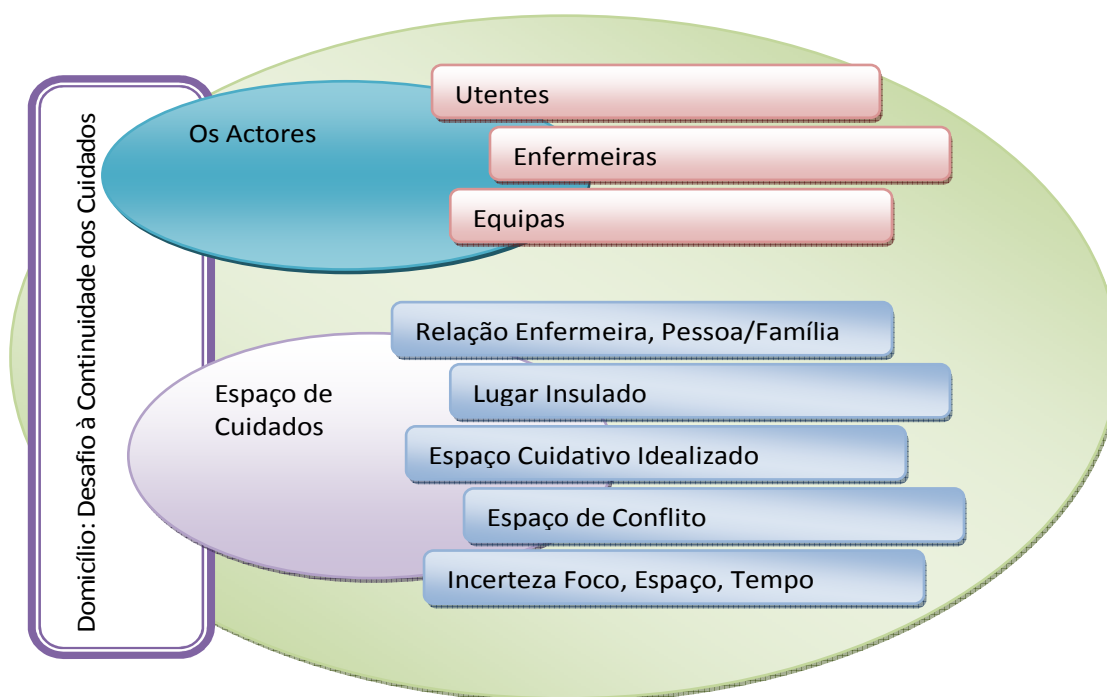 Domicílio: Desafio à Continuidade dos Cuidados
Os Actores
Utentes
Enfermeiras
Equipas
Espaço de
Cuidados
Relação Enfermeira, Pessoa/Família
Lugar Insulado
Espaço Cuidativo Idealizado
Espaço de Conflito
Incerteza Foco, Espaço, Tempo